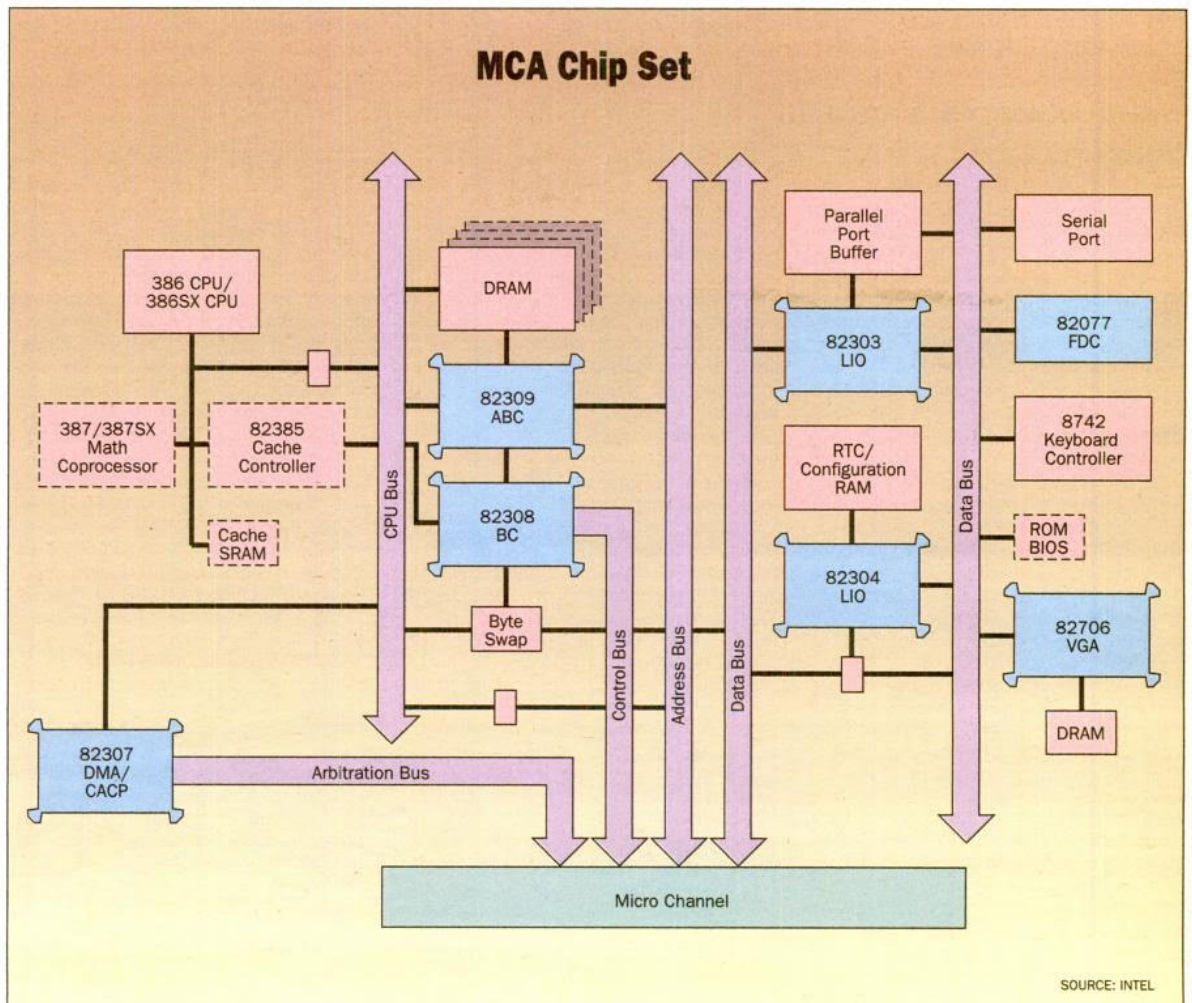 MCA Chip Set
386 CPU/
386SX CPU
387/387SX
Math
Coprocessor
82385
Cache
Controller
Cache
SRAM
82307
DMA/
CACP
CPU Bus
DRAM
82309
ABC
82308
BC
Byte
Swap
Arbitration Bus
Control Bus
Address Bus
Data Bus
Parallel
Port
Buffer
82303
LIO
RTC/
Configuration
RAM
82304
LIO
Data Bus
Serial
Port
82077
FDC
8742
Keyboard
Controller
ROM
BIOS
82706
VGA
DRAM
Micro Channel
SOURCE: INTEL